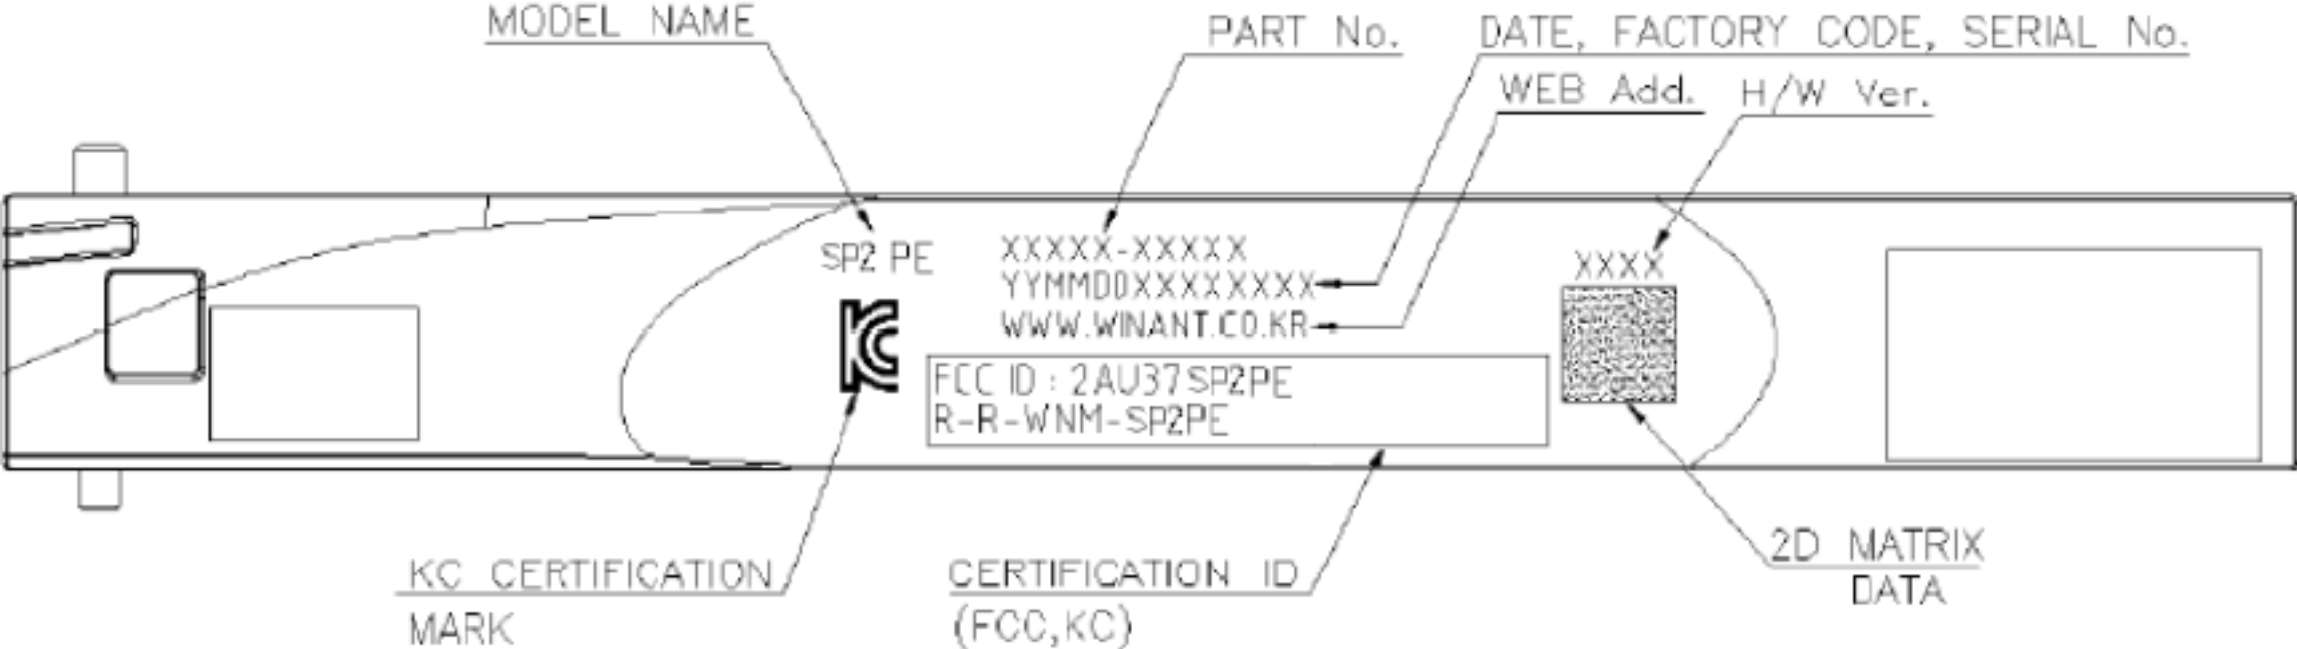 MODEL NAME
PART No.
DATE, FACTORY CODE, SERIAL No.
WEB Add.
H/W Ver.
SP2 PE
XXXXX-XXXXX
YYMMDDXXXXXXXX
WWW.WINANT.CO.KR
XXXX
KC
FCC ID : 2AU37SP2PE
R-R-WNM-SP2PE
KC CERTIFICATION
MARK
CERTIFICATION ID
(FCC,KC)
2D MATRIX
DATA